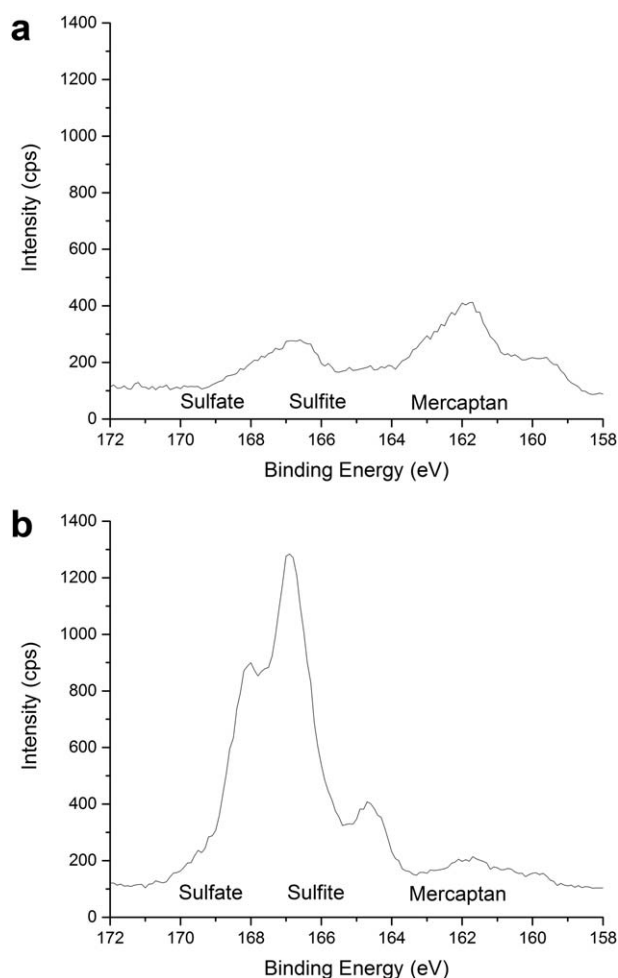 a
1400
1200
1000
800
600
400
200
0
Intensity (cps)
Sulfate Sulfite Mercaptan
172 170 168 166 164 162 160 158
Binding Energy (eV)
b
1400
1200
1000
800
600
400
200
0
Intensity (cps)
Sulfate Sulfite Mercaptan
172 170 168 166 164 162 160 158
Binding Energy (eV)